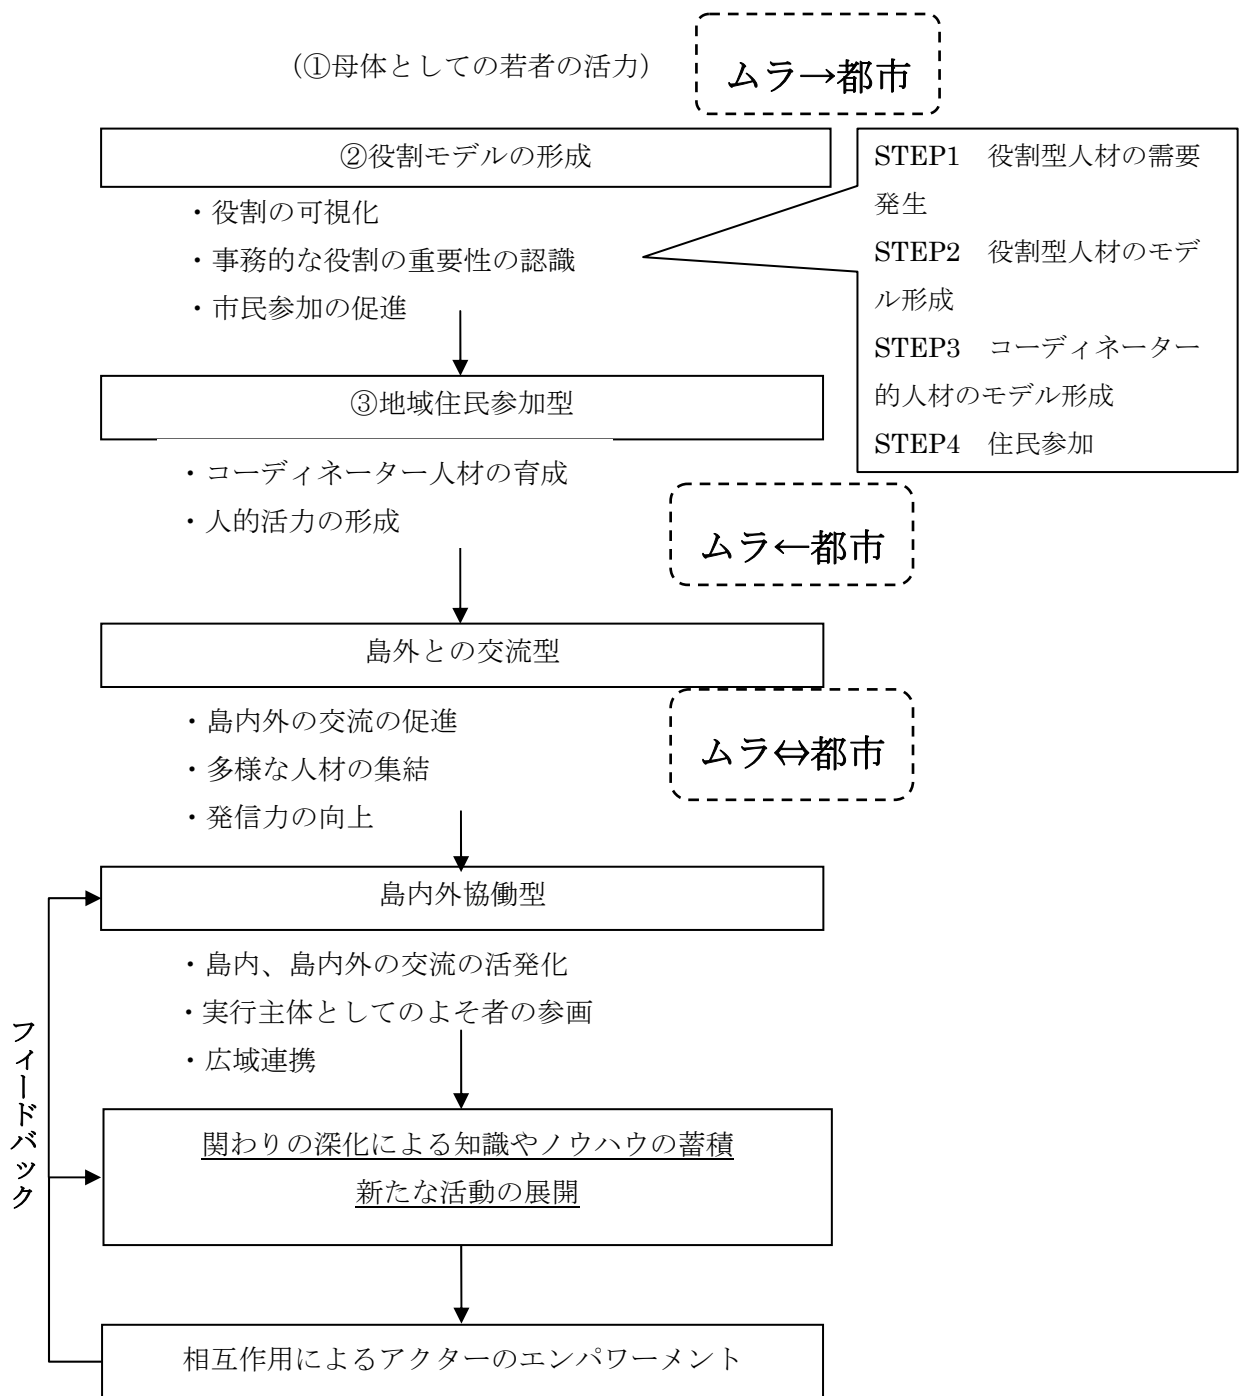 （①母体としての若者の活力）
ムラ→都市
②役割モデルの形成
・役割の可視化
・事務的な役割の重要性の認識
・市民参加の促進
STEP1　役割型人材の需要
発生
STEP2　役割型人材のモデ
ル形成
STEP3　コーディネーター
的人材のモデル形成
STEP4　住民参加
③地域住民参加型
・コーディネーター人材の育成
・人的活力の形成
ムラ←都市
島外との交流型
・島内外の交流の促進
・多様な人材の集結
・発信力の向上
ムラ⇔都市
島内外協働型
・島内、島内外の交流の活発化
・実行主体としてのよそ者の参画
・広域連携
フィードバック
関わりの深化による知識やノウハウの蓄積
新たな活動の展開
相互作用によるアクターのエンパワーメント